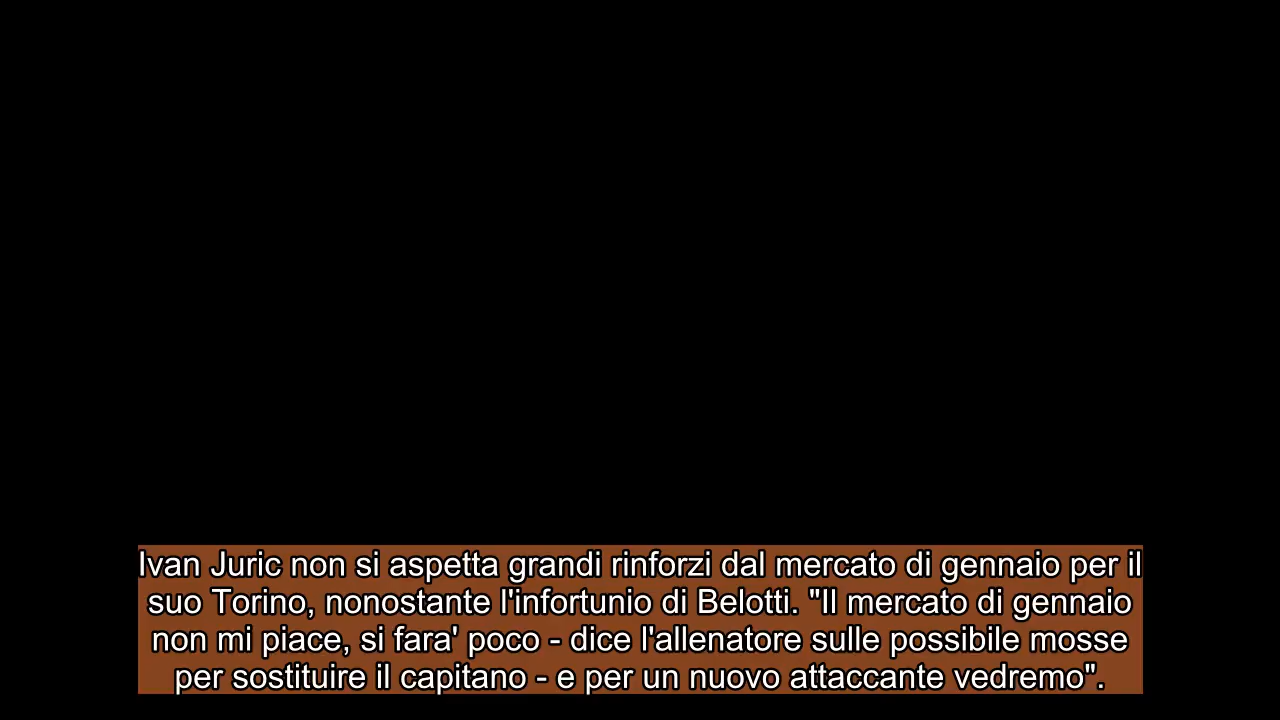 Ivan Juric non si aspetta grandi rinforzi dal mercato di gennaio per il
suo Torino, nonostante l'infortunio di Belotti. "Il mercato di gennaio
non mi piace, si fara' poco - dice l'allenatore sulle possibile mosse
per sostituire il capitano - e per un nuovo attaccante vedremo".